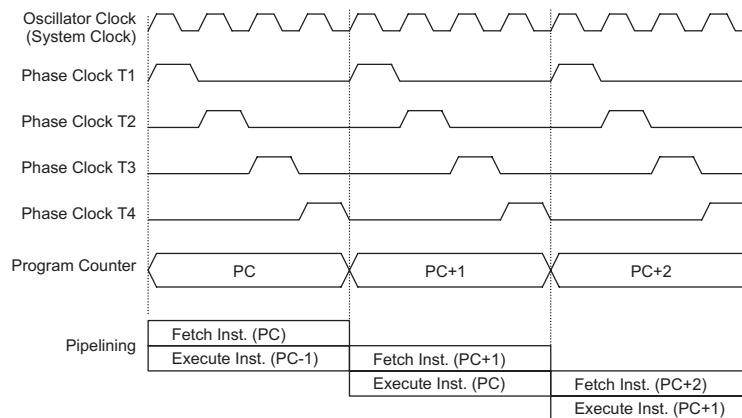 Oscillator Clock
(System Clock)
Phase Clock T1
Phase Clock T2
Phase Clock T3
Phase Clock T4
Program Counter
PC
PC+1
PC+2
Pipelining
Fetch Inst. (PC)
Execute Inst. (PC-1)
Fetch Inst. (PC+1)
Execute Inst. (PC)
Fetch Inst. (PC+2)
Execute Inst. (PC+1)